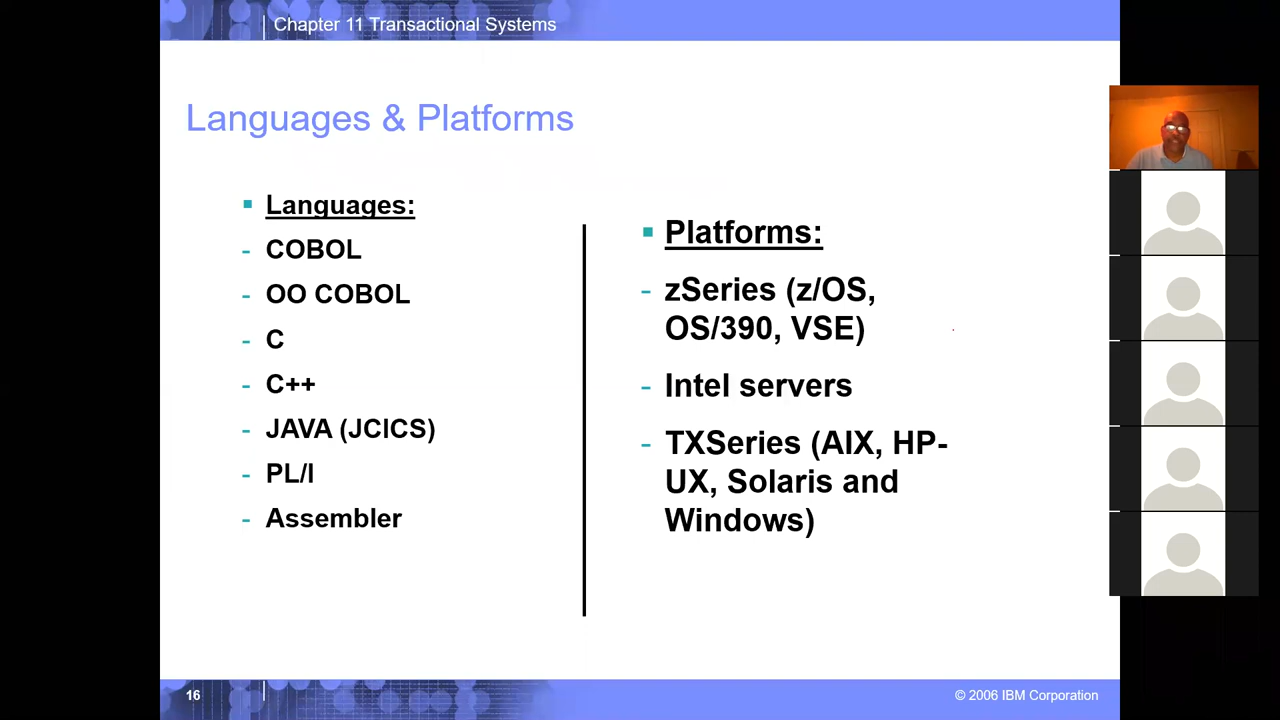 Chapter 11 Transactional Systems
Languages & Platforms
Languages:
- COBOL
- OO COBOL
- C
- C++
- JAVA (JCICS)
- PL/I
- Assembler
Platforms:
- zSeries (z/OS,
OS/390, VSE)
- Intel servers
- TXSeries (AIX, HP-
UX, Solaris and
Windows)
16
© 2006 IBM Corporation